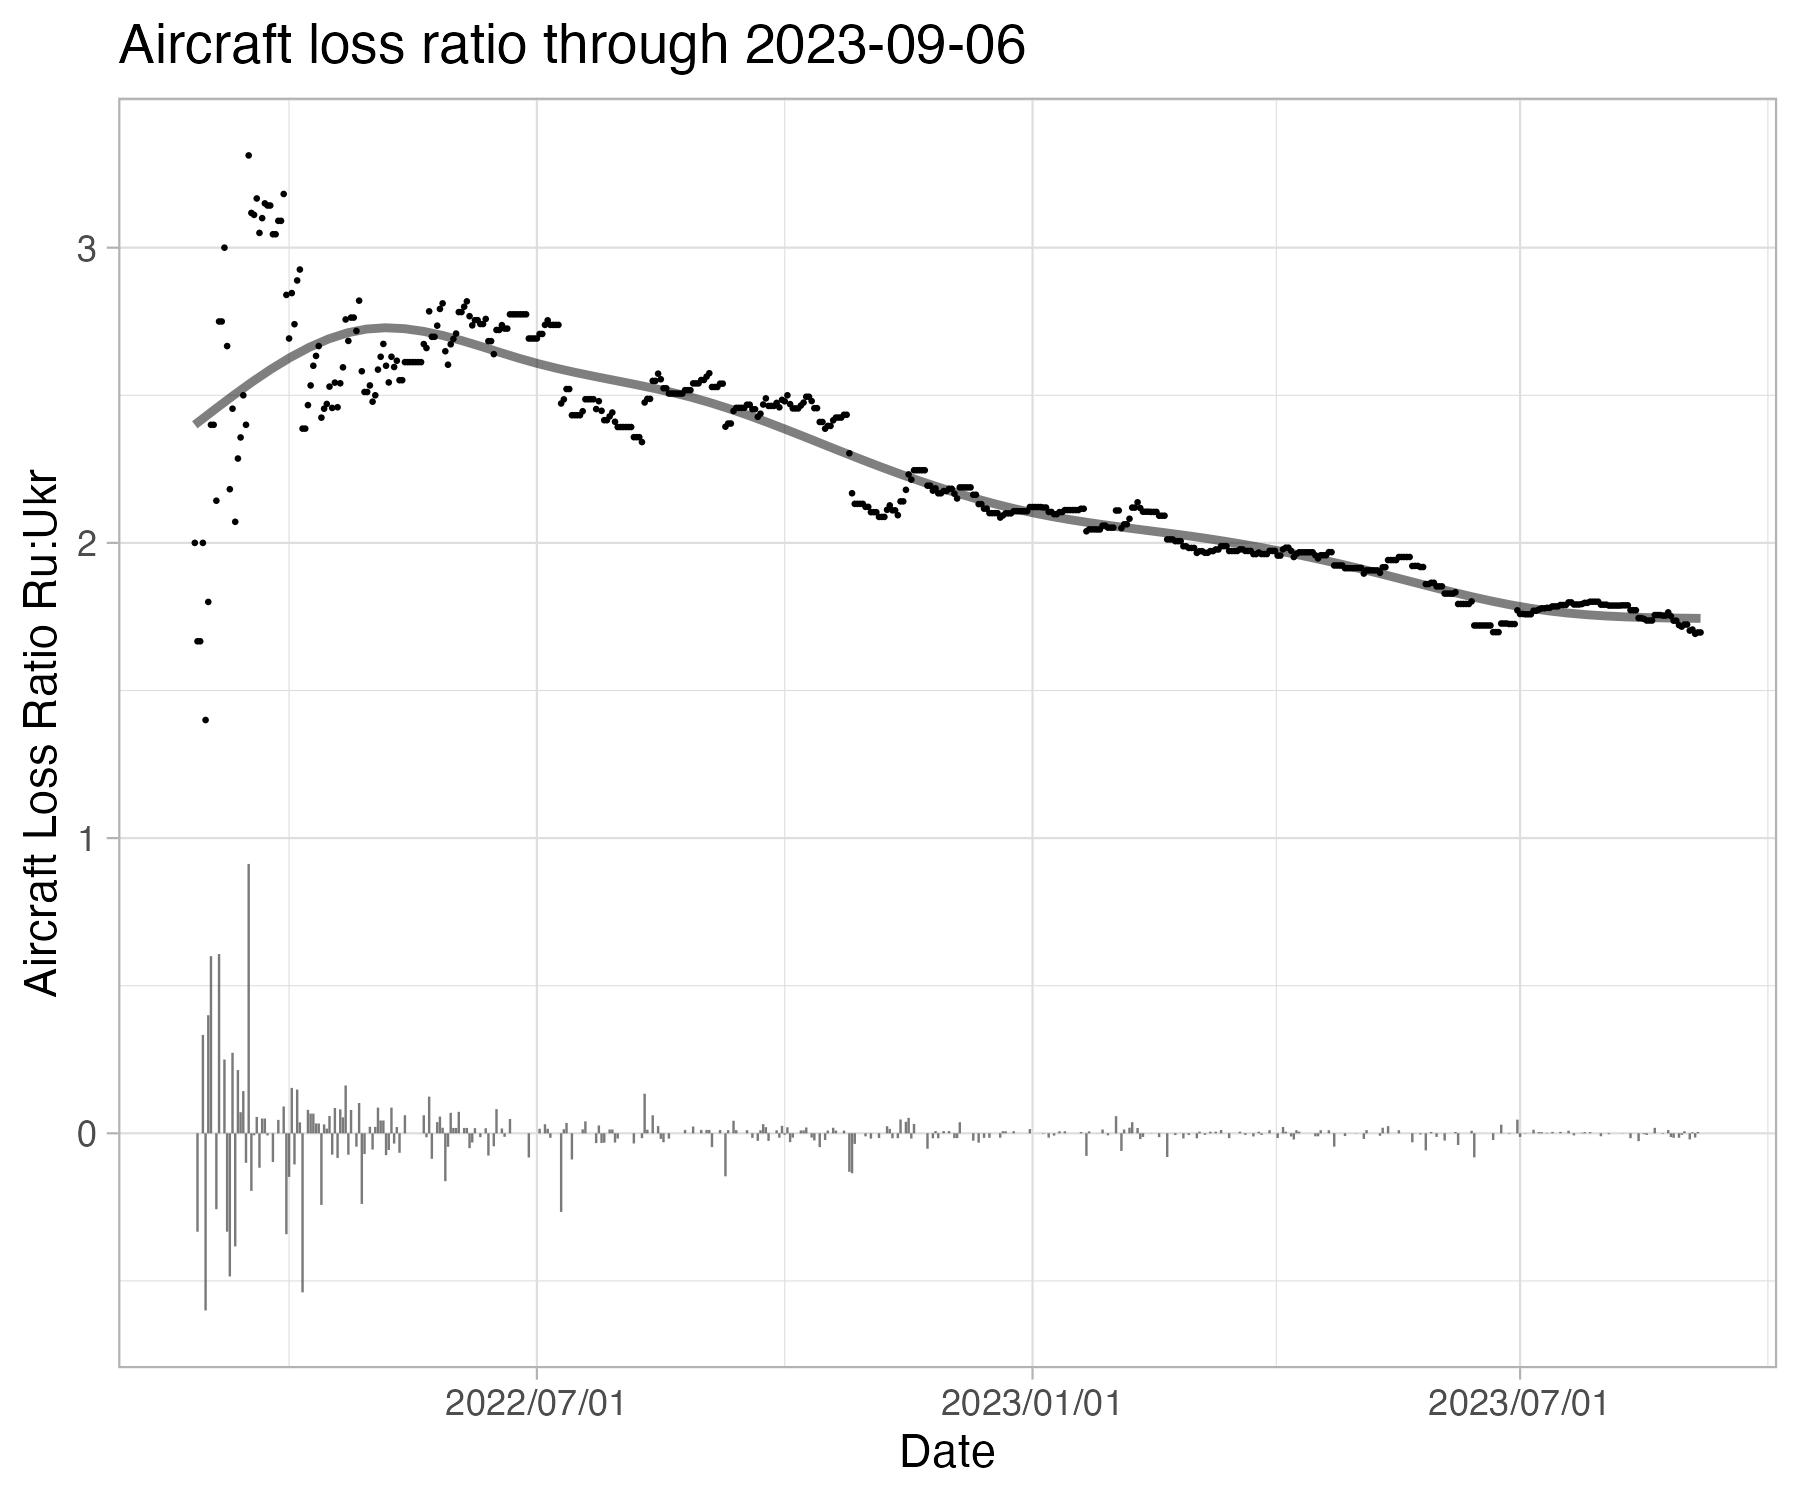 Aircraft loss ratio through 2023-09-06
Aircraft Loss Ratio Ru:Ukr
3
2
1
0
2022/07/01
2023/01/01
2023/07/01
Date